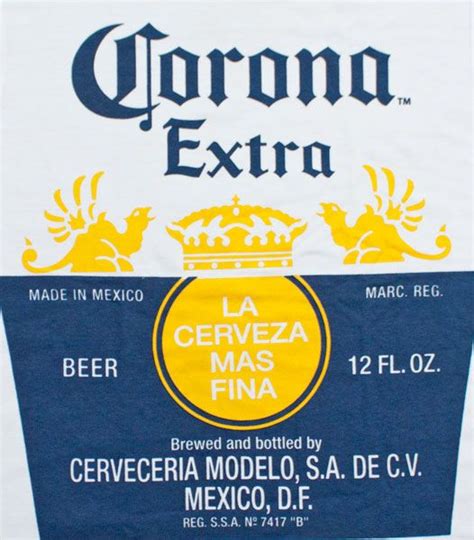 Corona™
Extra
MADE IN MEXICO
MARC. REG.
LA
CERVEZA
MAS
FINA
BEER
12 FL. OZ.
Brewed and bottled by
CERVECERIA MODELO, S.A. DE C.V.
MEXICO, D.F.
REG. S.S.A. Nº 7417 "B"